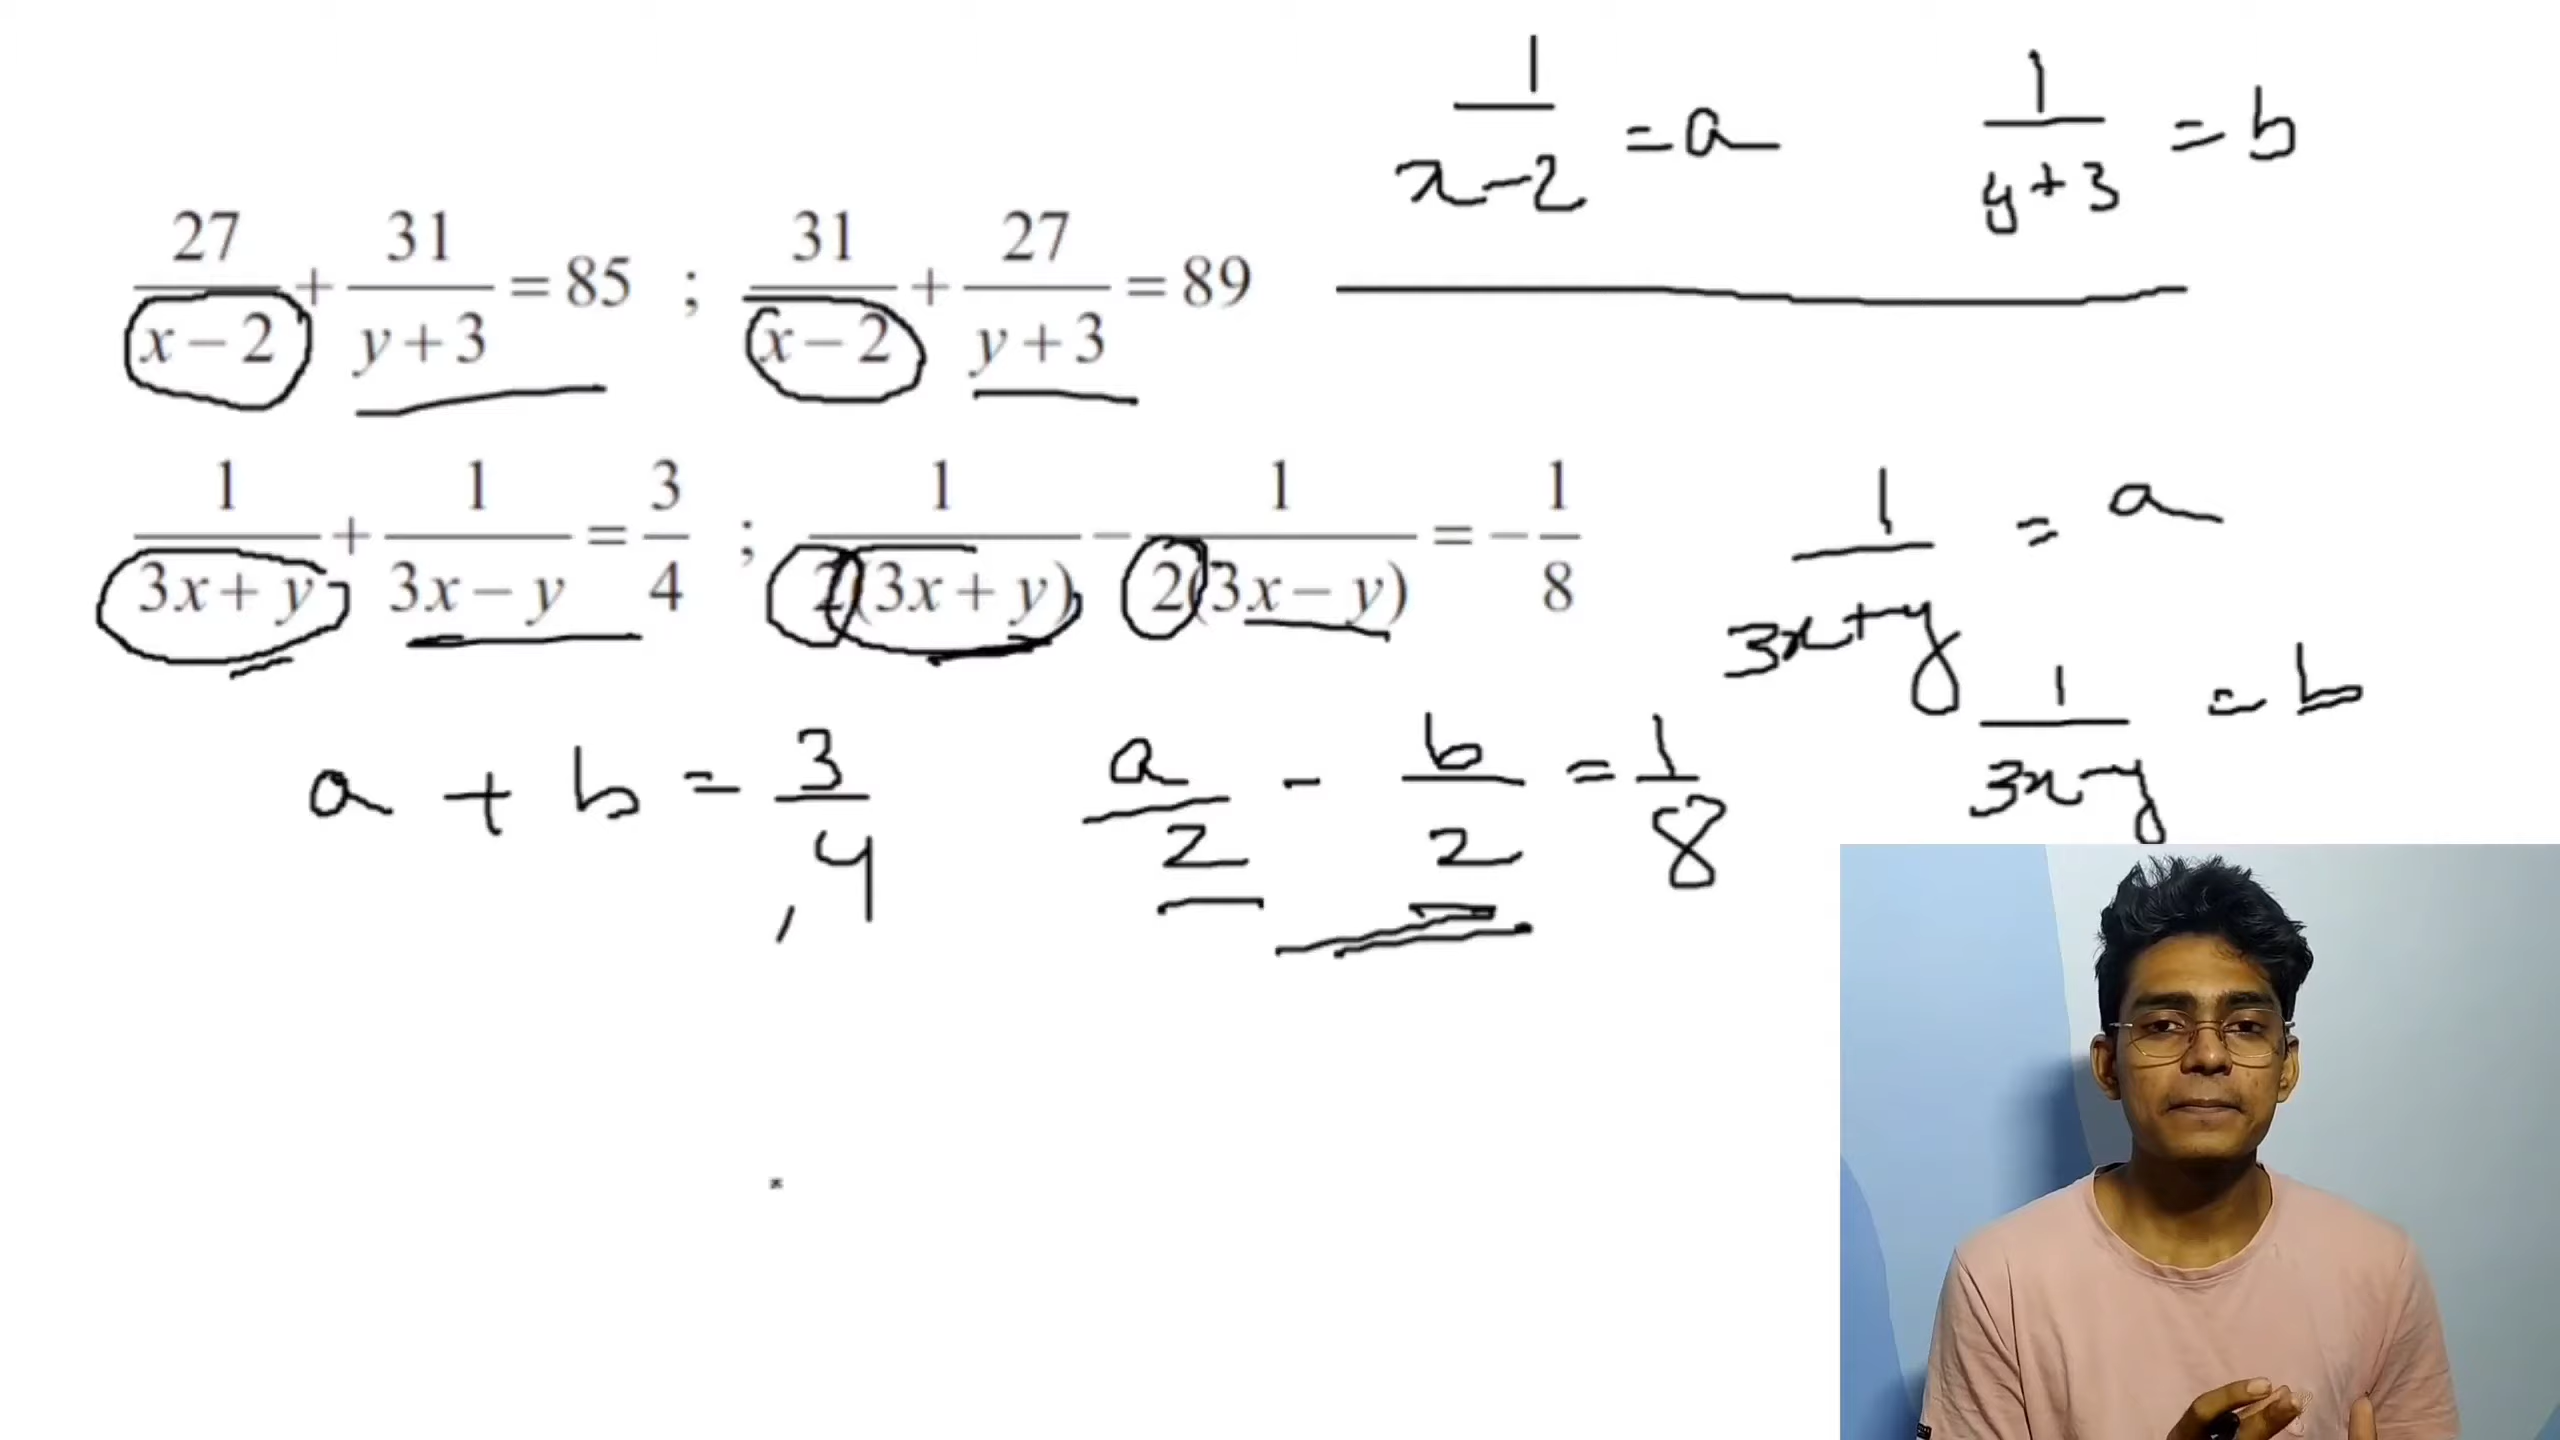 1/(x-2) = a    1/(y+3) = b
27/(x-2) + 31/(y+3) = 85 ; 31/(x-2) + 27/(y+3) = 89
1/(3x+y) + 1/(3x-y) = 3/4 ; 1/(2(3x+y)) - 1/(2(3x-y)) = -1/8
1/(3x+y) = a
1/(3x-y) = b
a + b = 3/4    a/2 - b/2 = 1/8